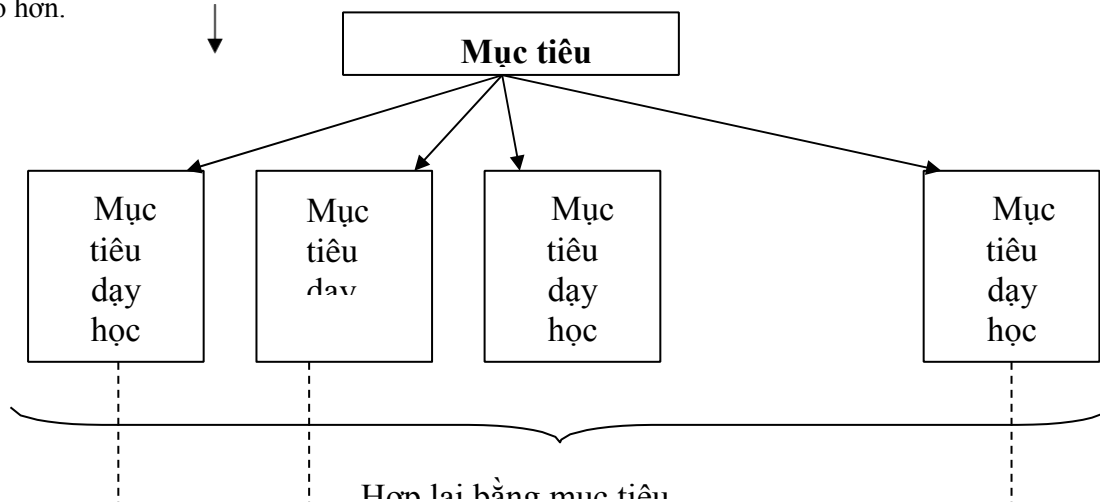 hơn.
Mục tiêu
Mục
tiêu
dạy
học
Mục
tiêu
dạy
Mục
tiêu
dạy
học
Mục
tiêu
dạy
học
Hợp lại bằng mục tiêu